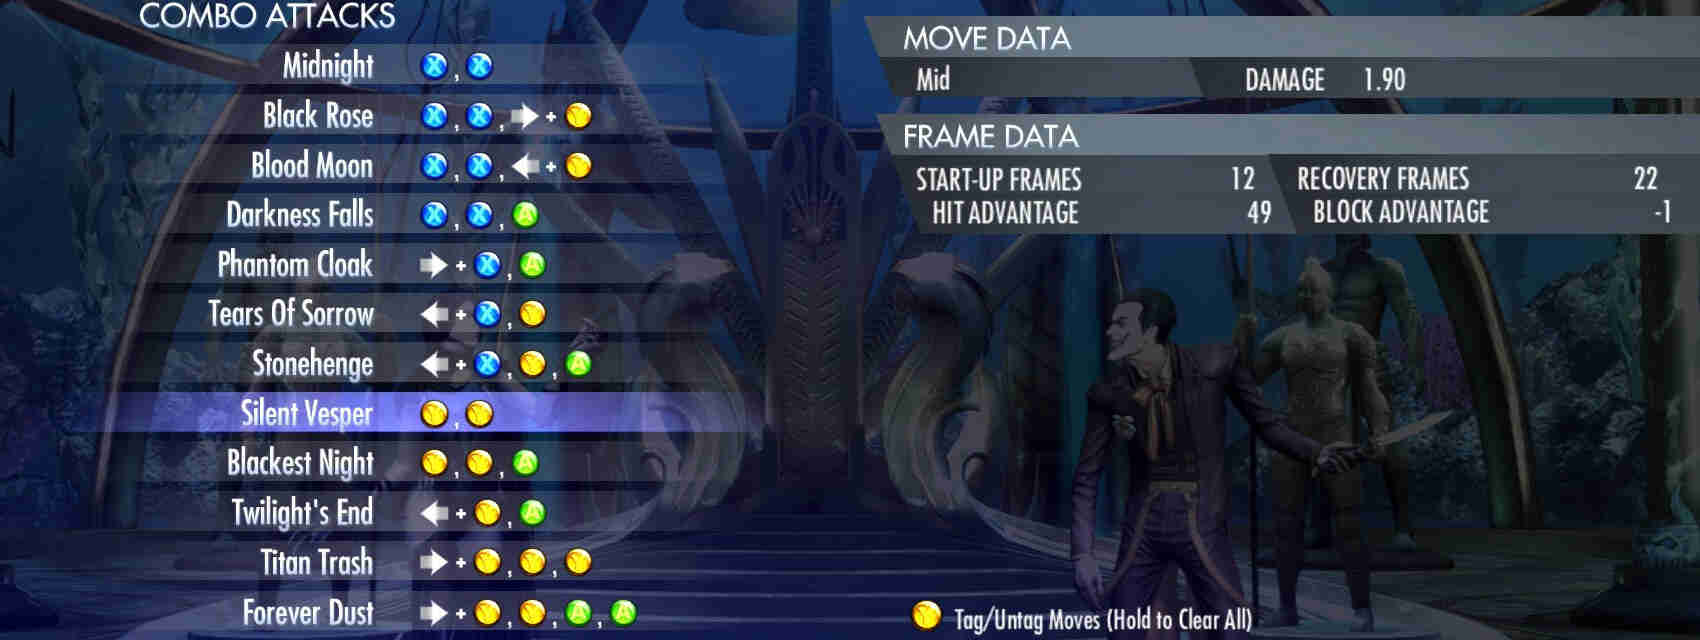 COMBO ATTACKS
Midnight X, X
Black Rose X, X, + Y
Blood Moon X, X, + Y
Darkness Falls X, X, A
Phantom Cloak + X, A
Tears Of Sorrow + X, Y
Stonehenge + X, Y, A
Silent Vesper Y, Y
Blackest Night Y, Y, A
Twilight's End + Y, A
Titan Trash + Y, Y, Y
Forever Dust + Y, Y, A, A
MOVE DATA
Mid DAMAGE 1.90
FRAME DATA
START-UP FRAMES 12 RECOVERY FRAMES 22
HIT ADVANTAGE 49 BLOCK ADVANTAGE -1
Y Tag/Untag Moves (Hold to Clear All)